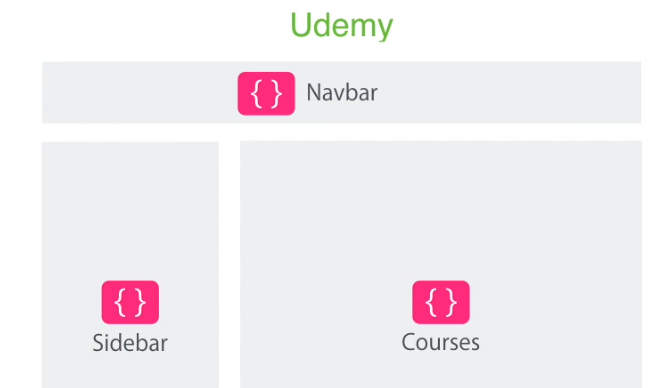 Udemy
{ } Navbar
{ } { }
Sidebar Courses